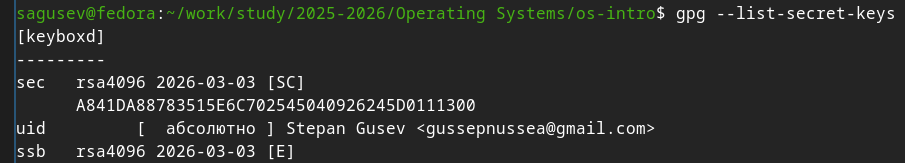 sagusev@fedora:~/work/study/2025-2026/Operating Systems/os-intro$ gpg --list-secret-keys
[keyboxd]
---------
sec   rsa4096 2026-03-03 [SC]
      A841DA88783515E6C702545040926245D0111300
uid         [  абсолютно ] Stepan Gusev <gussepnussea@gmail.com>
ssb   rsa4096 2026-03-03 [E]